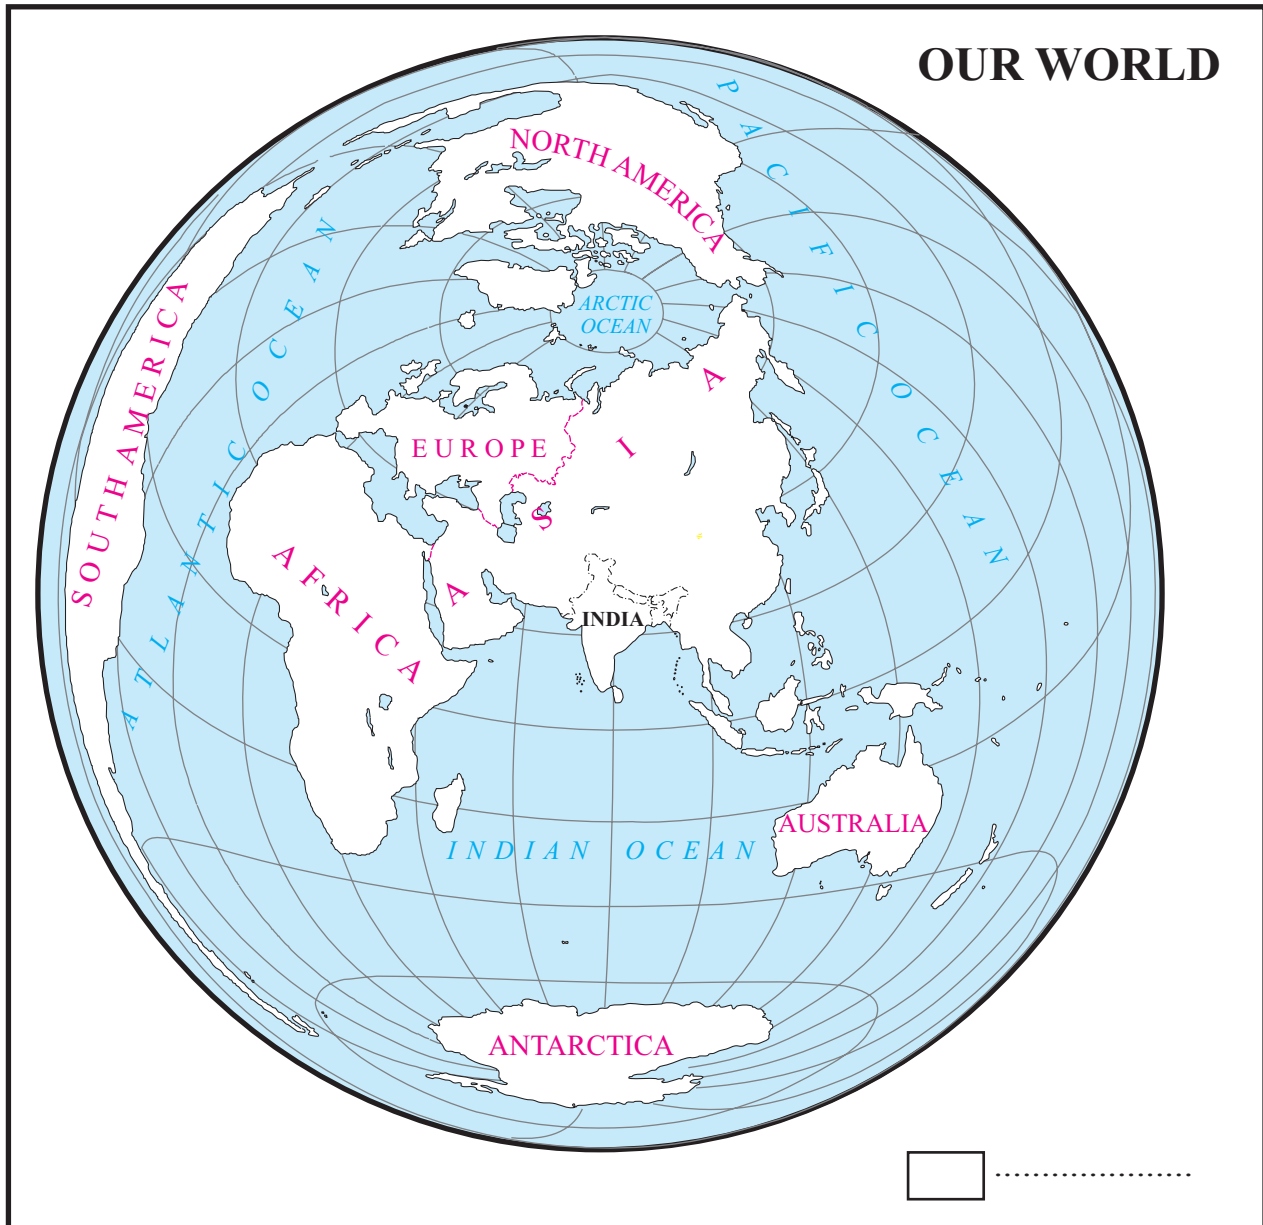 OUR WORLD
PACIFIC OCEAN
NORTH AMERICA
ATLANTIC OCEAN
ARCTIC
OCEAN
SOUTH AMERICA
EUROPE
ASIA
AFRICA
INDIA
AUSTRALIA
INDIAN OCEAN
ANTARCTICA